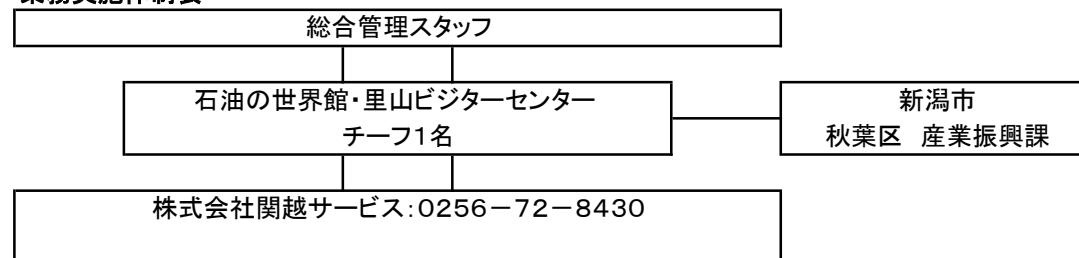 総合管理スタッフ
石油の世界館・里山ビジターセンター
チーフ1名
新潟市
秋葉区 産業振興課
株式会社関越サービス:0256-72-8430